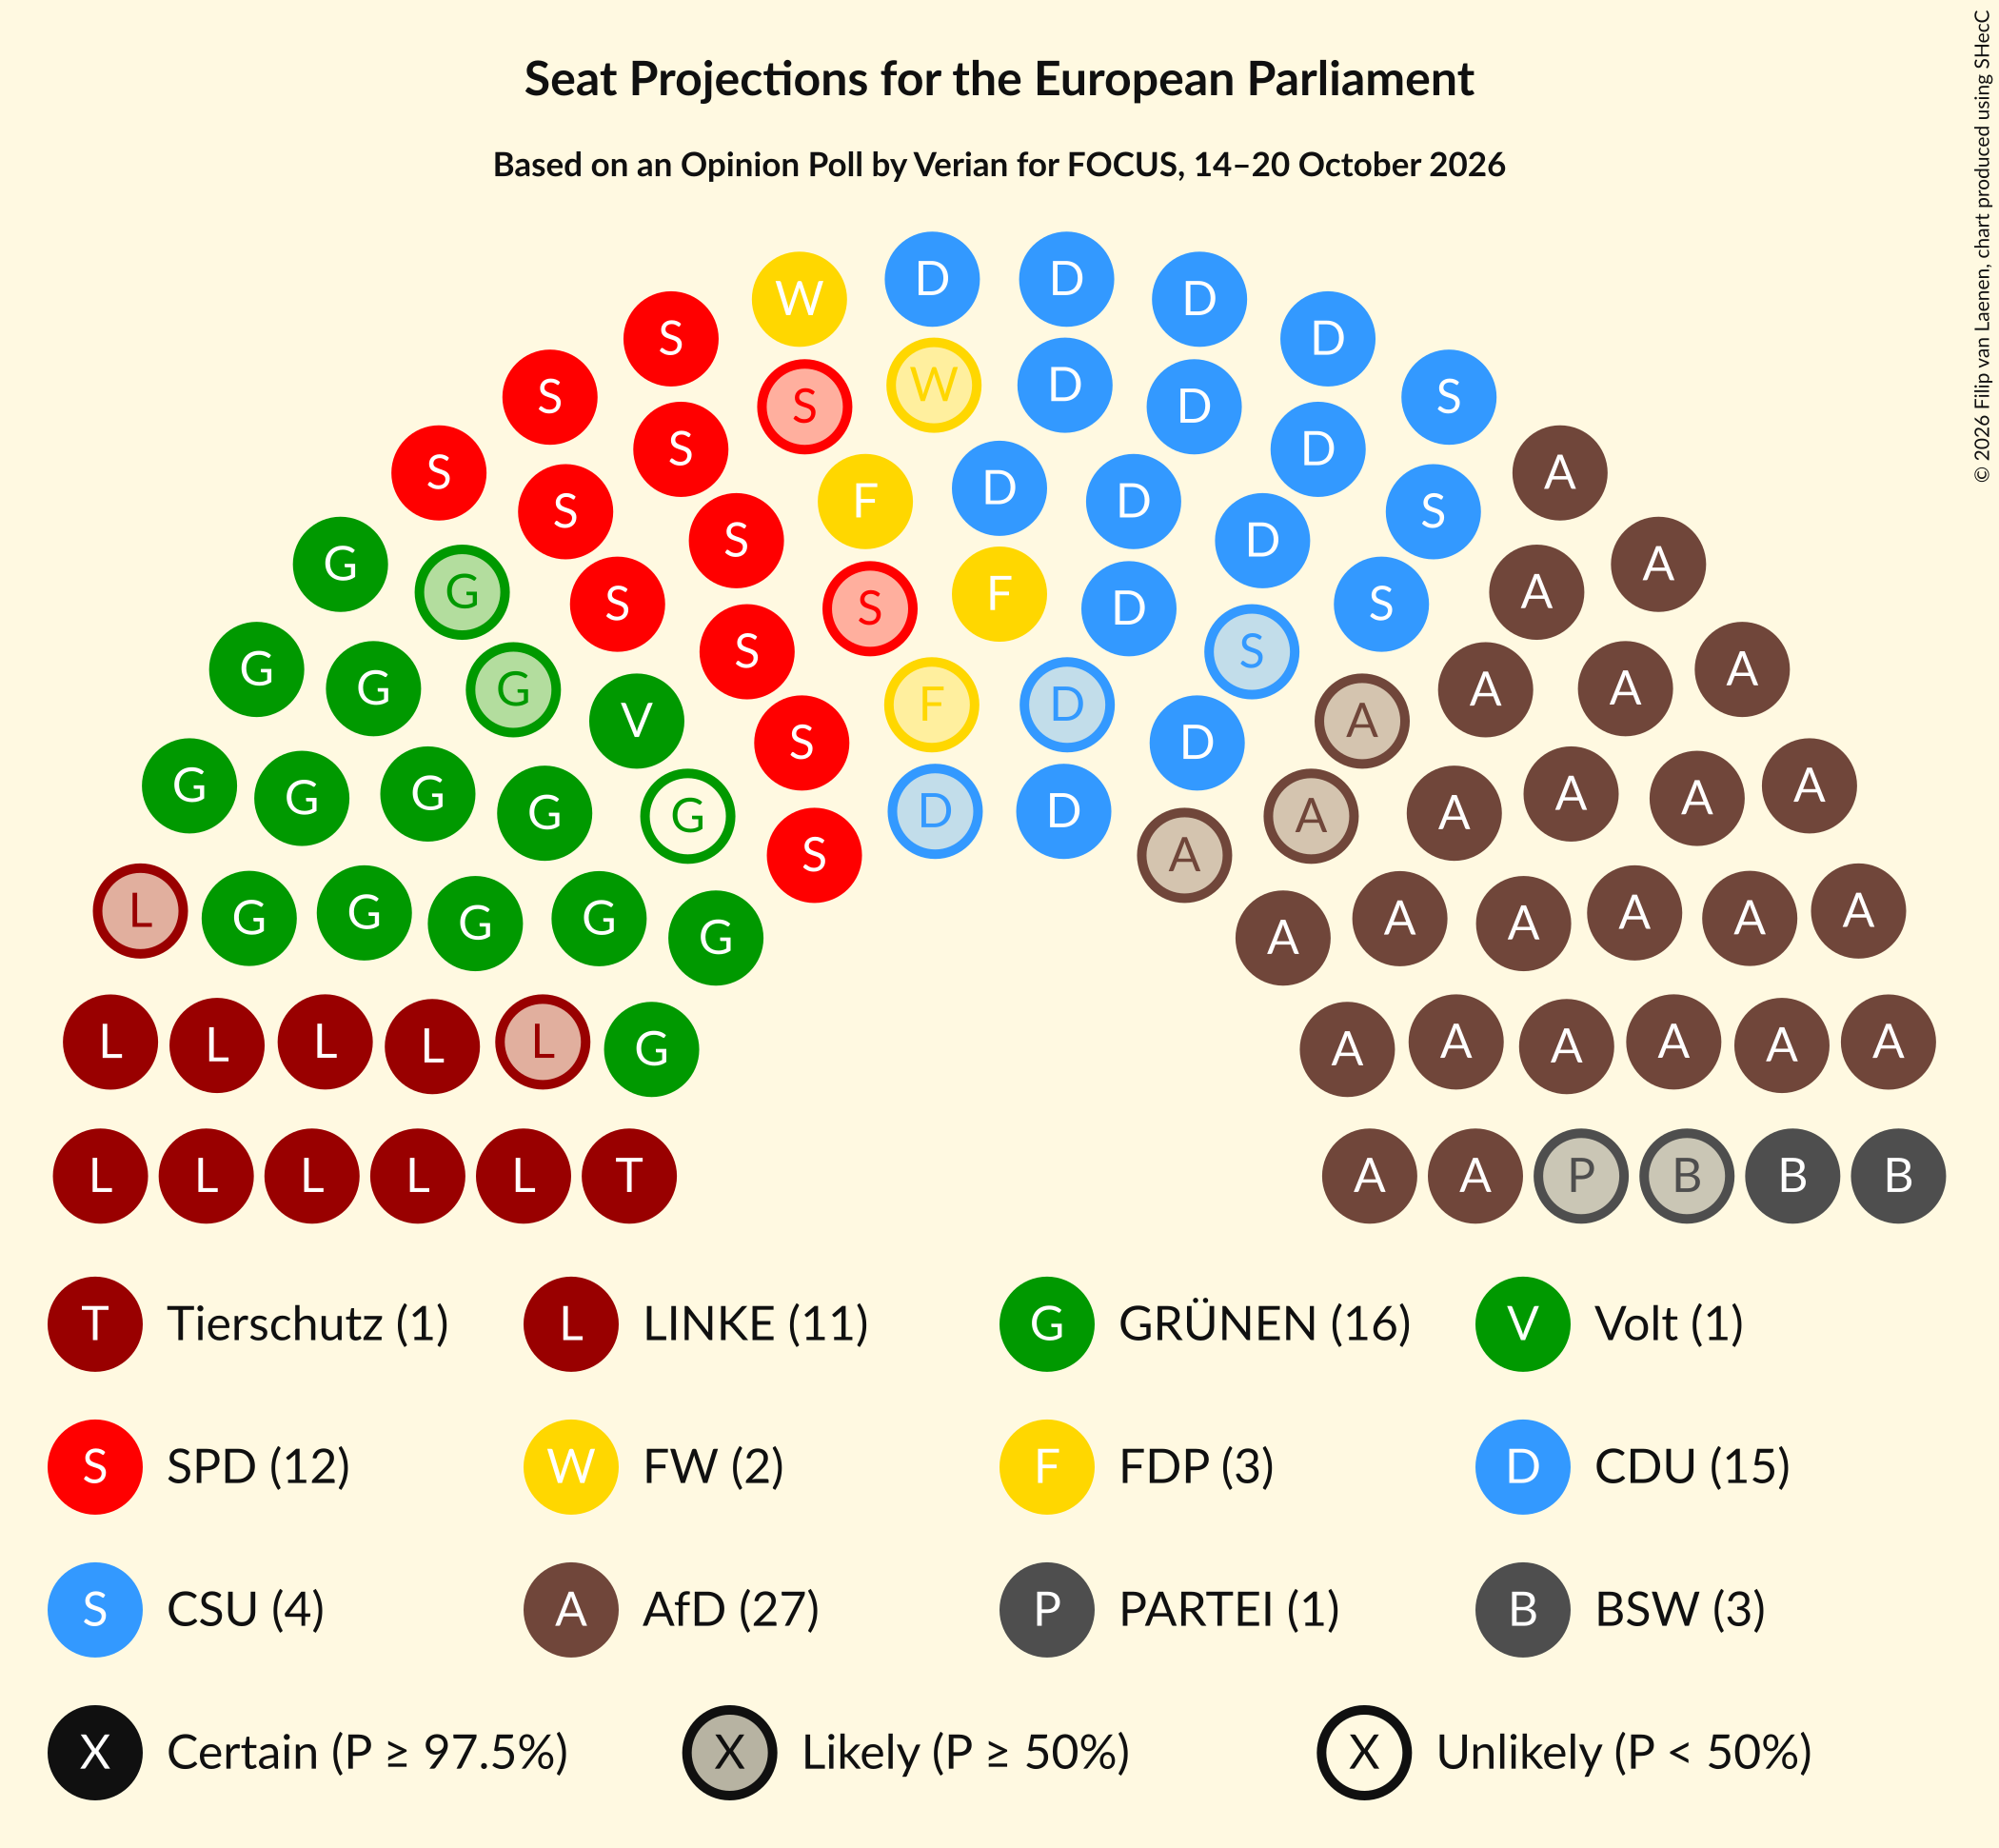 Seat Projections for the European Parliament
Based on an Opinion Poll by Verian for FOCUS, 14–20 October 2026
© 2026 Filip van Laenen, chart produced using SHecC
D D
W D
S D
W D
S D
S D S
S D
F D
S A
D
S S
S D
G F A
G A
S S
S D
S S
G A
G A
G A
F D
V A
S D
G A
G A
G A
G A
D D
G A
G A
S A
L A
G A
G A
G A
G A
G A
L L L L L G A A A A A A
L L L L L T A A P B B B
T Tierschutz (1) L LINKE (11) G GRÜNEN (16) V Volt (1)
S SPD (12) W FW (2) F FDP (3) D CDU (15)
S CSU (4) A AfD (27) P PARTEI (1) B BSW (3)
X Certain (P ≥ 97.5%) X Likely (P ≥ 50%) X Unlikely (P < 50%)